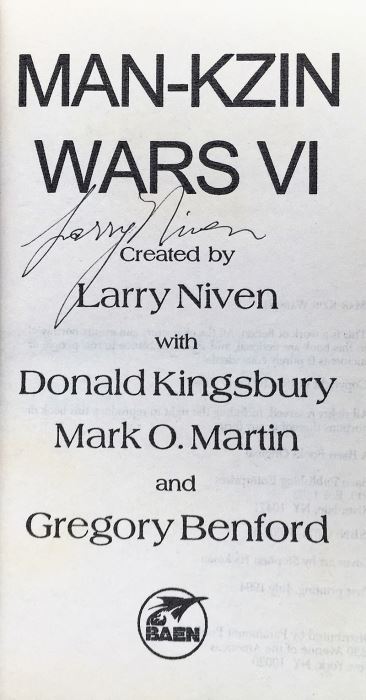 MAN-KZIN
WARS VI
Larry Niven
Created by
Larry Niven
with
Donald Kingsbury
Mark O. Martin
and
Gregory Benford
BAEN